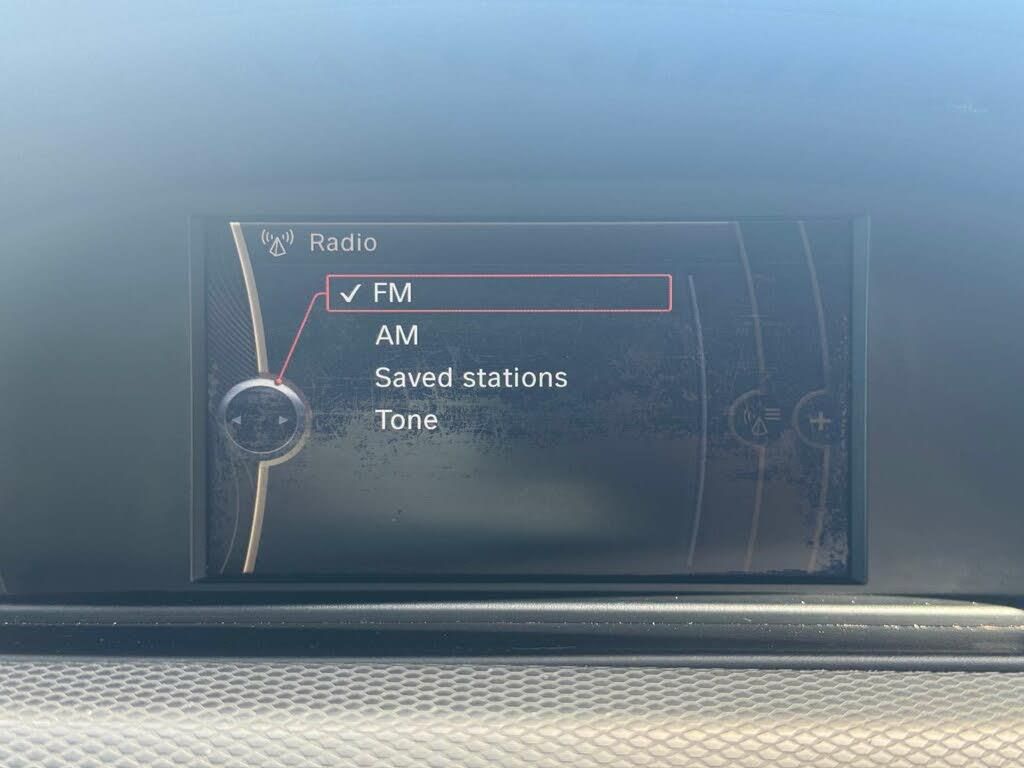 Radio
✓ FM
AM
Saved stations
Tone